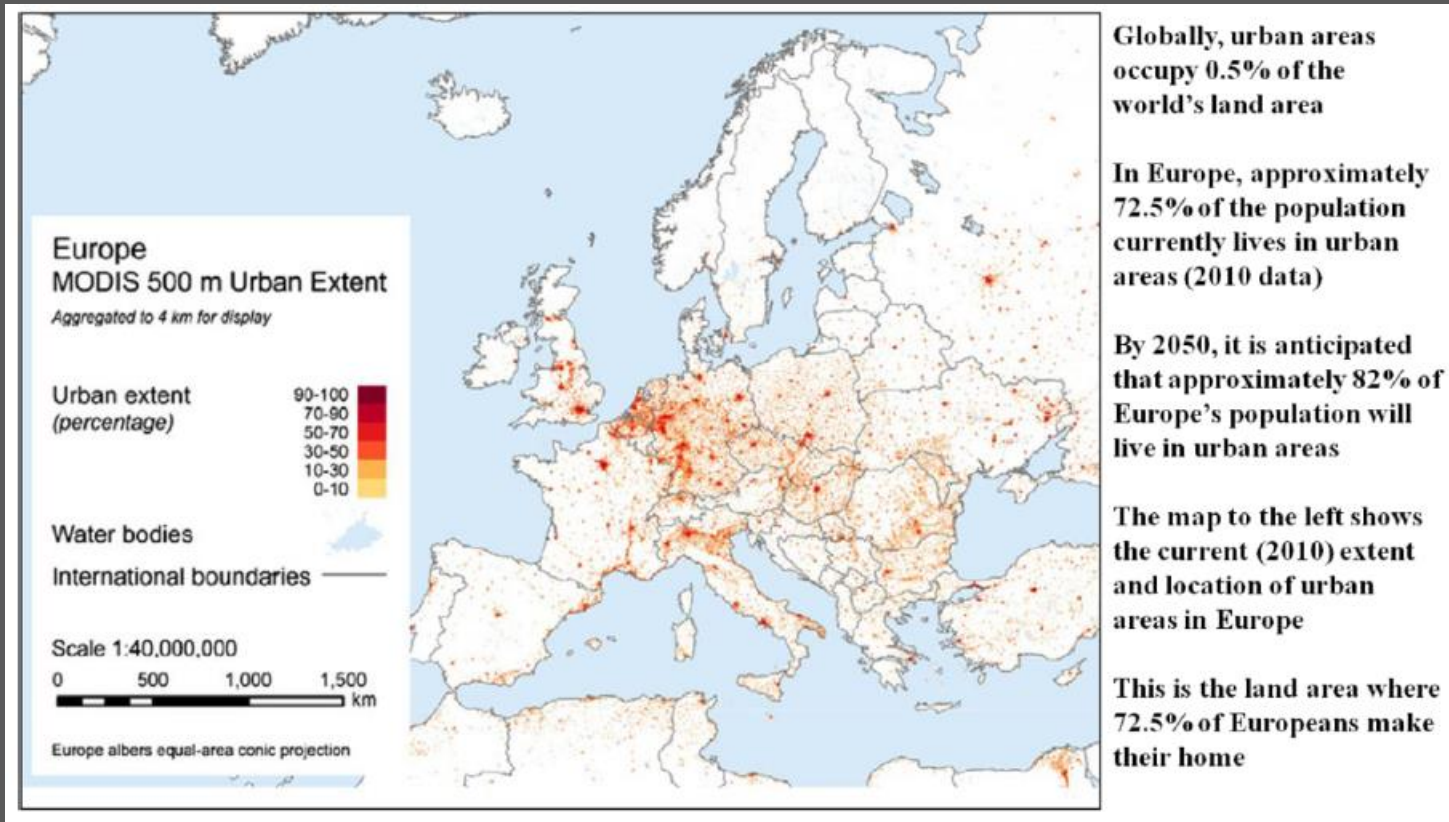 Europe
MODIS 500 m Urban Extent
Aggregated to 4 km for display
Urban extent
(percentage)
90-100
70-90
50-70
30-50
10-30
0-10
Water bodies
International boundaries
Scale 1:40,000,000
0 500 1,000 1,500
km
Europe albers equal-area conic projection
Globally, urban areas
occupy 0.5% of the
world's land area
In Europe, approximately
72.5% of the population
currently lives in urban
areas (2010 data)
By 2050, it is anticipated
that approximately 82% of
Europe's population will
live in urban areas
The map to the left shows
the current (2010) extent
and location of urban
areas in Europe
This is the land area where
72.5% of Europeans make
their home